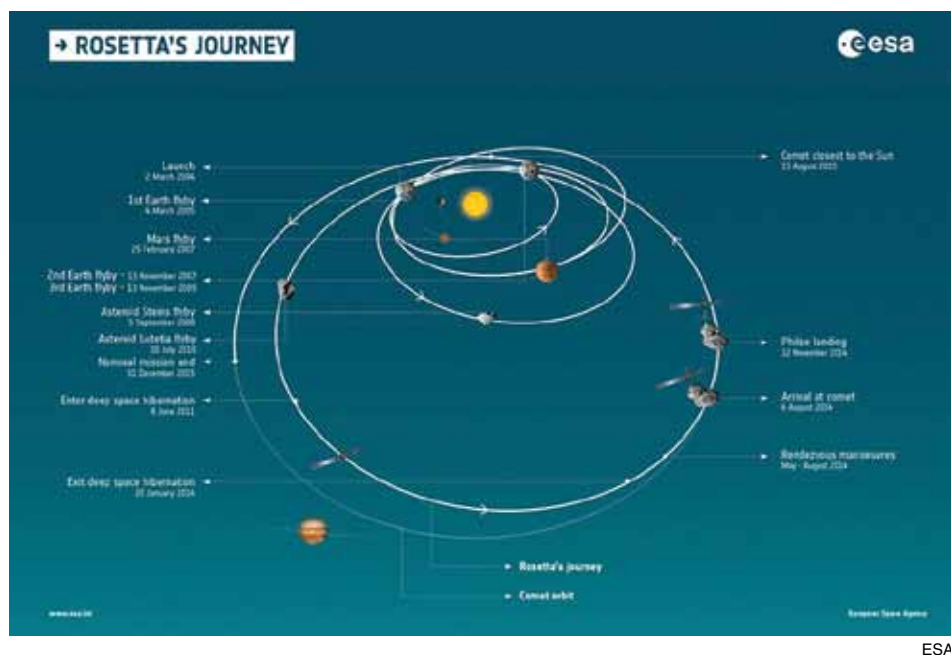 → ROSETTA'S JOURNEY
esa
Launch
2 March 2004
1st Earth flyby
4 March 2005
Mars flyby
25 February 2007
2nd Earth flyby - 13 November 2007
3rd Earth flyby - 13 November 2009
Asteroid Steins flyby
5 September 2008
Asteroid Lutetia flyby
10 July 2010
Nominal mission end
31 December 2015
Enter deep space hibernation
8 June 2011
Exit deep space hibernation
20 January 2014
Comet closest to the Sun
13 August 2015
Philae landing
12 November 2014
Arrival at comet
6 August 2014
Rendezvous manoeuvres
May - August 2014
Rosetta's journey
Comet orbit
www.esa.int
European Space Agency
ESA